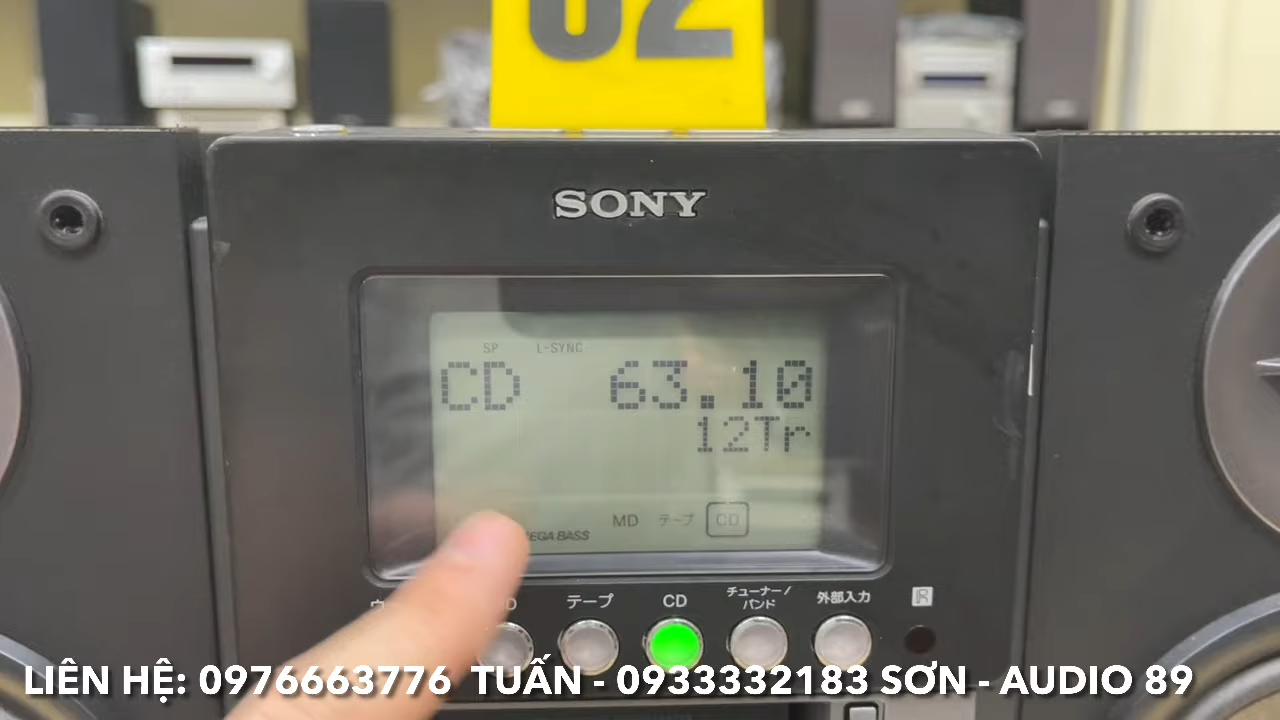 02
SONY
SP L-SYNC
CD 63.10
12Tr
MD テープ CD
MEGA BASS
テープ CD チューナー/バンド 外部入力 R
LIÊN HỆ: 0976663776 TUẤN - 0933332183 SƠN - AUDIO 89